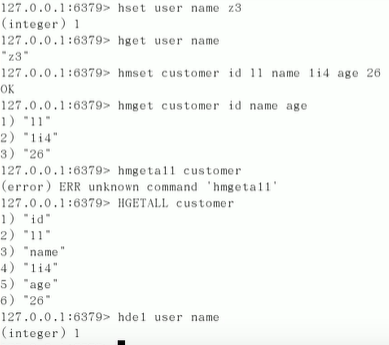 127.0.0.1:6379> hset user name z3
(integer) 1
127.0.0.1:6379> hget user name
"z3"
127.0.0.1:6379> hmset customer id 11 name li4 age 26
OK
127.0.0.1:6379> hmget customer id name age
1) "11"
2) "li4"
3) "26"
127.0.0.1:6379> hmgetall customer
(error) ERR unknown command 'hmgetall'
127.0.0.1:6379> HGETALL customer
1) "id"
2) "11"
3) "name"
4) "li4"
5) "age"
6) "26"
127.0.0.1:6379> hdel user name
(integer) 1